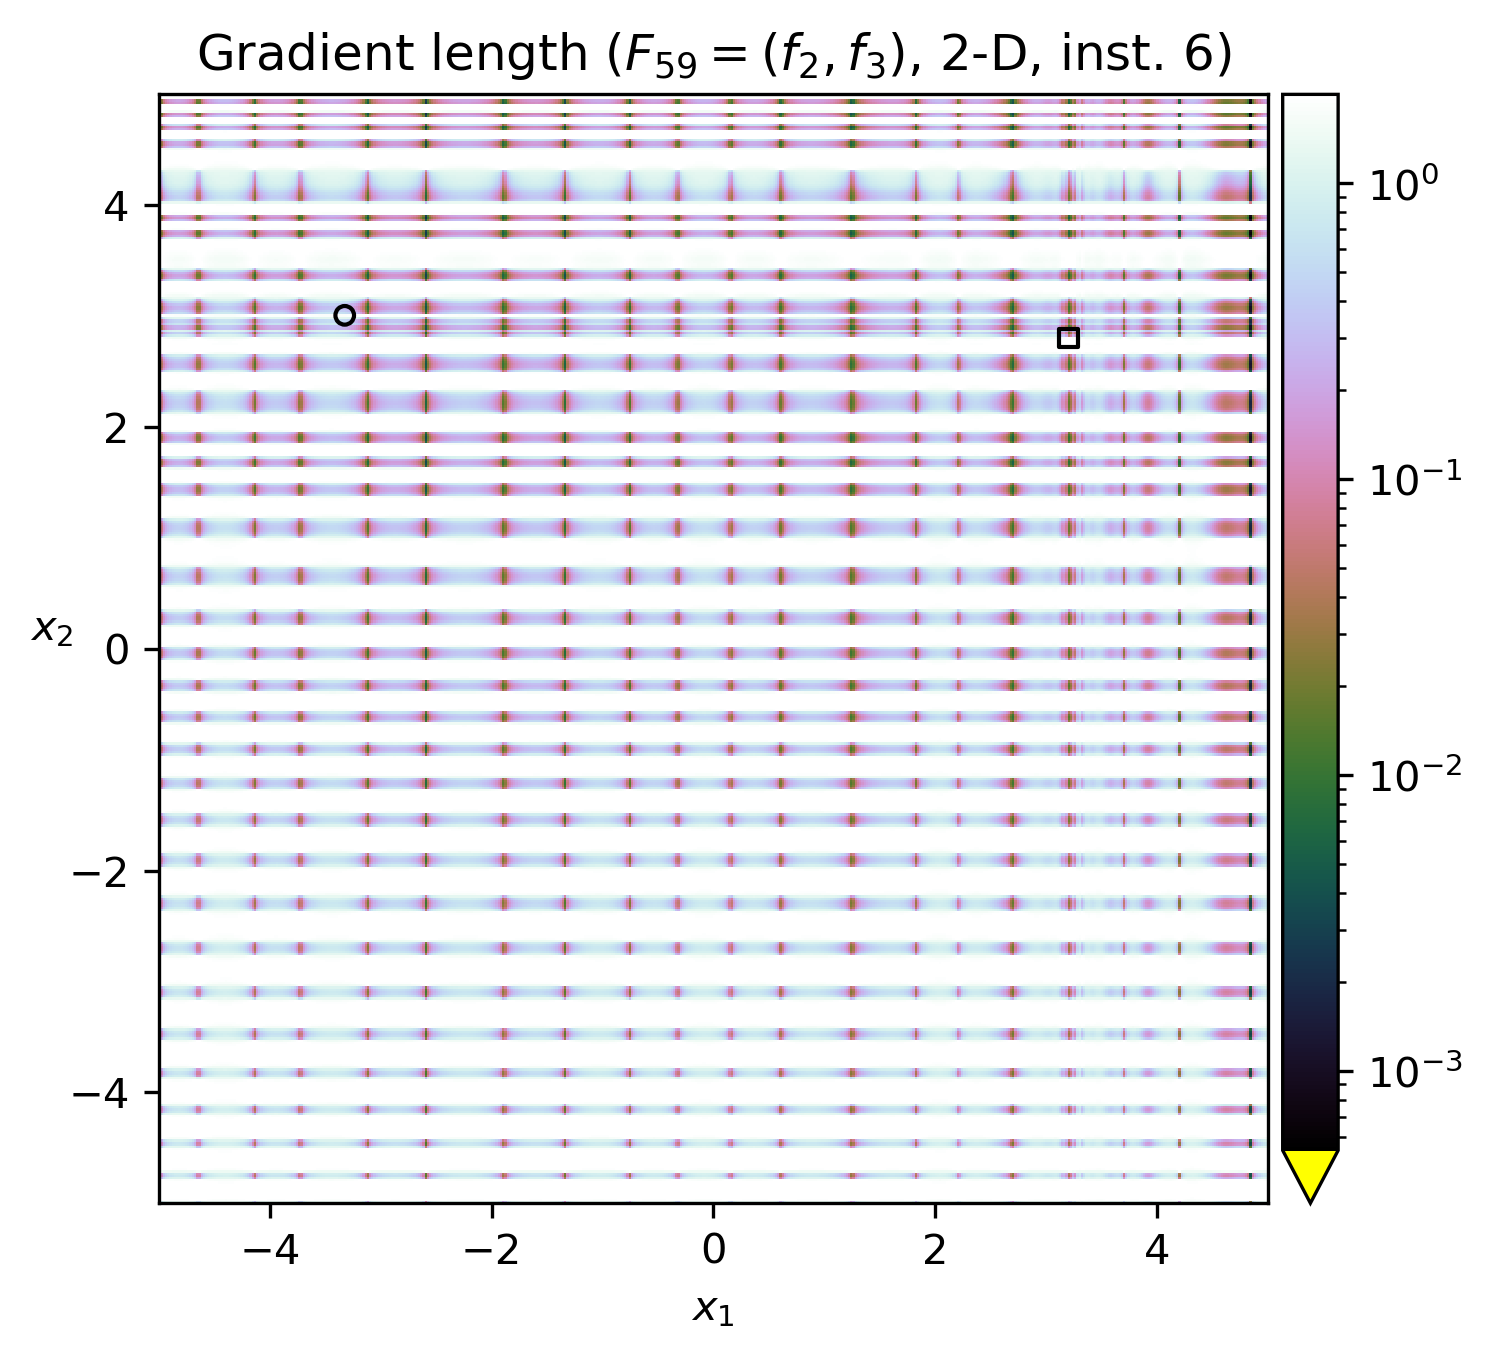 Gradient length (F₅₉ = (f₂, f₃), 2-D, inst. 6)
10⁰
10⁻¹
10⁻²
10⁻³
4
2
0
−2
−4
x₂
−4 −2 0 2 4
x₁